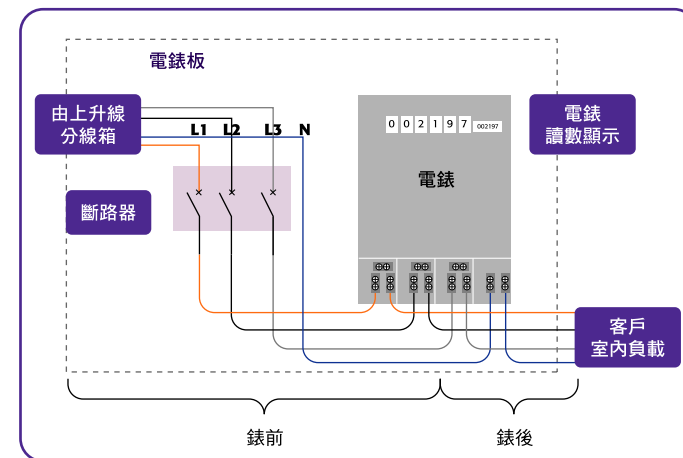 電錶板
由上升線
分線箱
L1 L2 L3 N
斷路器
0 0 2 1 9 7
002197
電錶
電錶
讀數顯示
客戶
室內負載
錶前
錶後